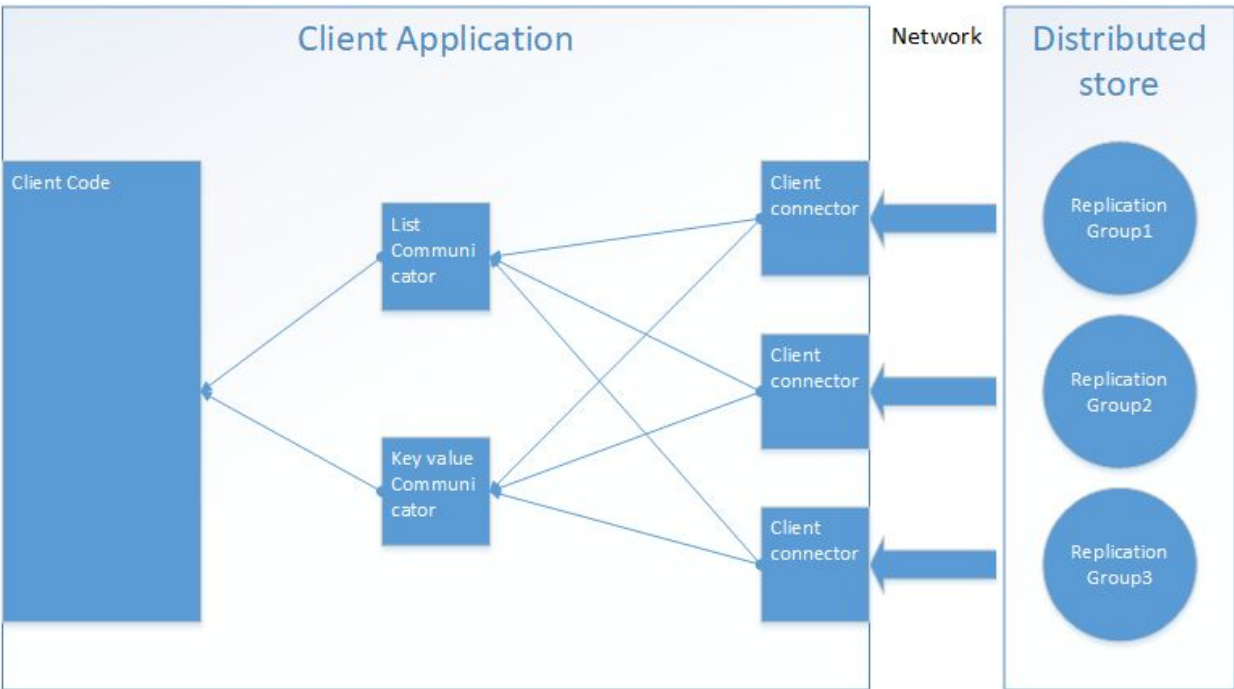 Client Application
Network
Distributed
store
Client Code
List
Communi
cator
Key value
Communi
cator
Client
connector
Client
connector
Client
connector
Replication
Group1
Replication
Group2
Replication
Group3